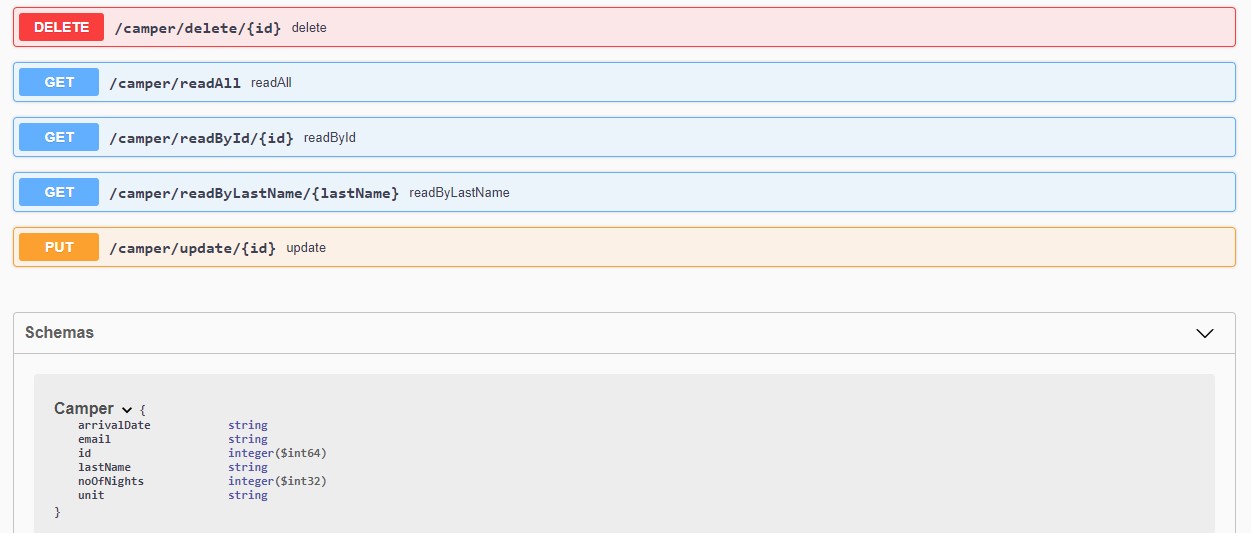 DELETE /camper/delete/{id} delete
GET /camper/readAll readAll
GET /camper/readById/{id} readById
GET /camper/readByLastName/{lastName} readByLastName
PUT /camper/update/{id} update
Schemas
Camper {
arrivalDate string
email string
id integer($int64)
lastName string
noOfNights integer($int32)
unit string
}